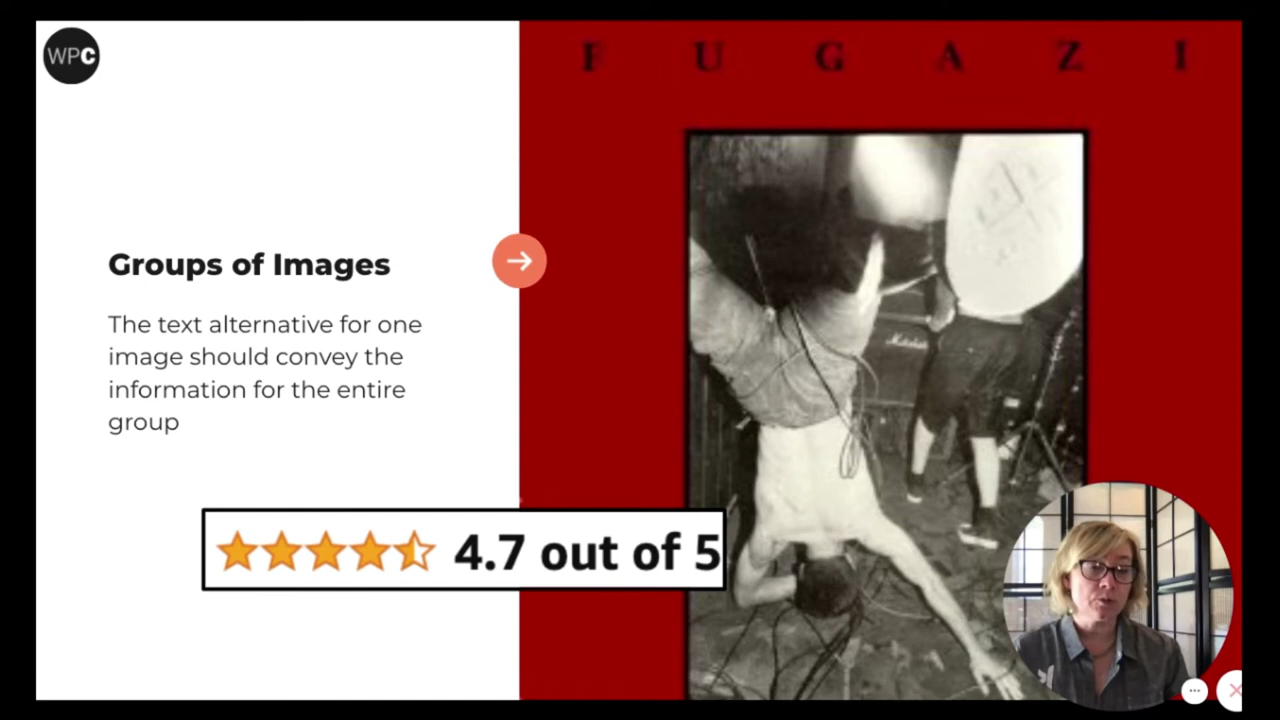 WPC
F U G A Z I
Groups of Images
The text alternative for one
image should convey the
information for the entire
group
Marshall
4.7 out of 5